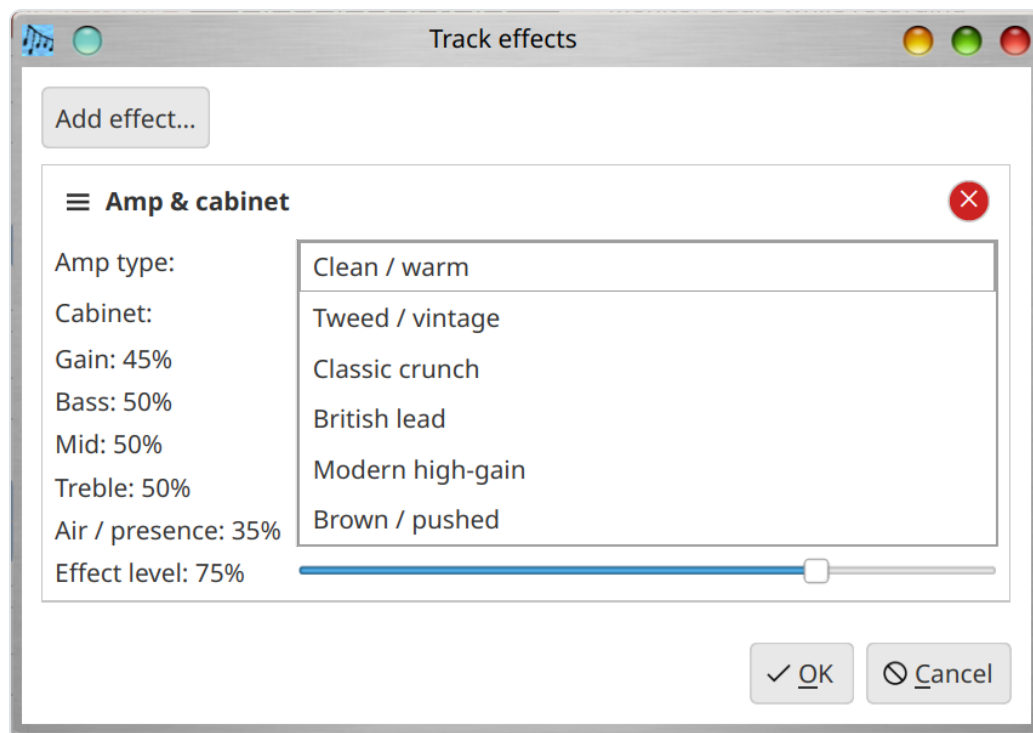 Track effects
Add effect...
Amp & cabinet
Amp type:
Clean / warm
Cabinet:
Tweed / vintage
Gain: 45%
Classic crunch
Bass: 50%
British lead
Mid: 50%
Modern high-gain
Treble: 50%
Brown / pushed
Air / presence: 35%
Effect level: 75%
OK
Cancel